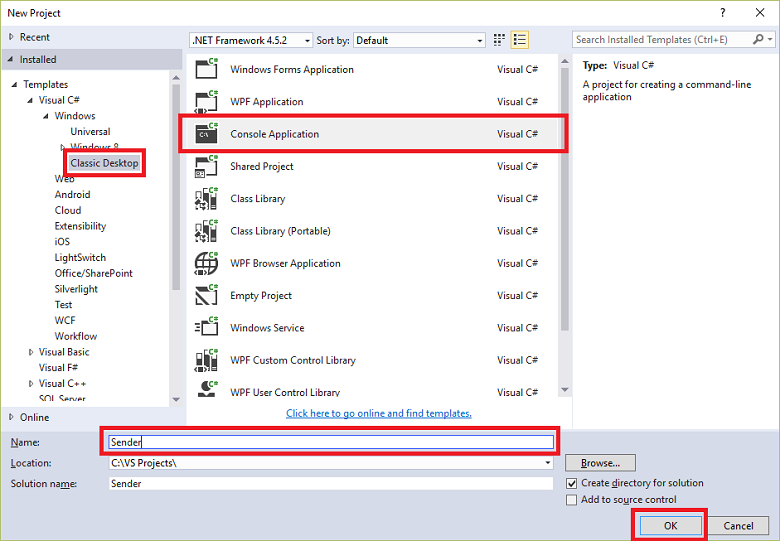 New Project
? ×
Recent
.NET Framework 4.5.2 Sort by: Default
Search Installed Templates (Ctrl+E)
Installed
Templates
Visual C#
Windows
Universal
Windows 8
Classic Desktop
Web
Android
Cloud
Extensibility
iOS
LightSwitch
Office/SharePoint
Silverlight
Test
WCF
Workflow
Visual Basic
Visual F#
Visual C++
SQL Server
Online
Windows Forms Application Visual C#
WPF Application Visual C#
Console Application Visual C#
Shared Project Visual C#
Class Library Visual C#
Class Library (Portable) Visual C#
WPF Browser Application Visual C#
Empty Project Visual C#
Windows Service Visual C#
WPF Custom Control Library Visual C#
WPF User Control Library Visual C#
Click here to go online and find templates.
Type: Visual C#
A project for creating a command-line
application
Name: Sender
Location: C:\VS Projects\ Browse...
Solution name: Sender
Create directory for solution
Add to source control
OK Cancel